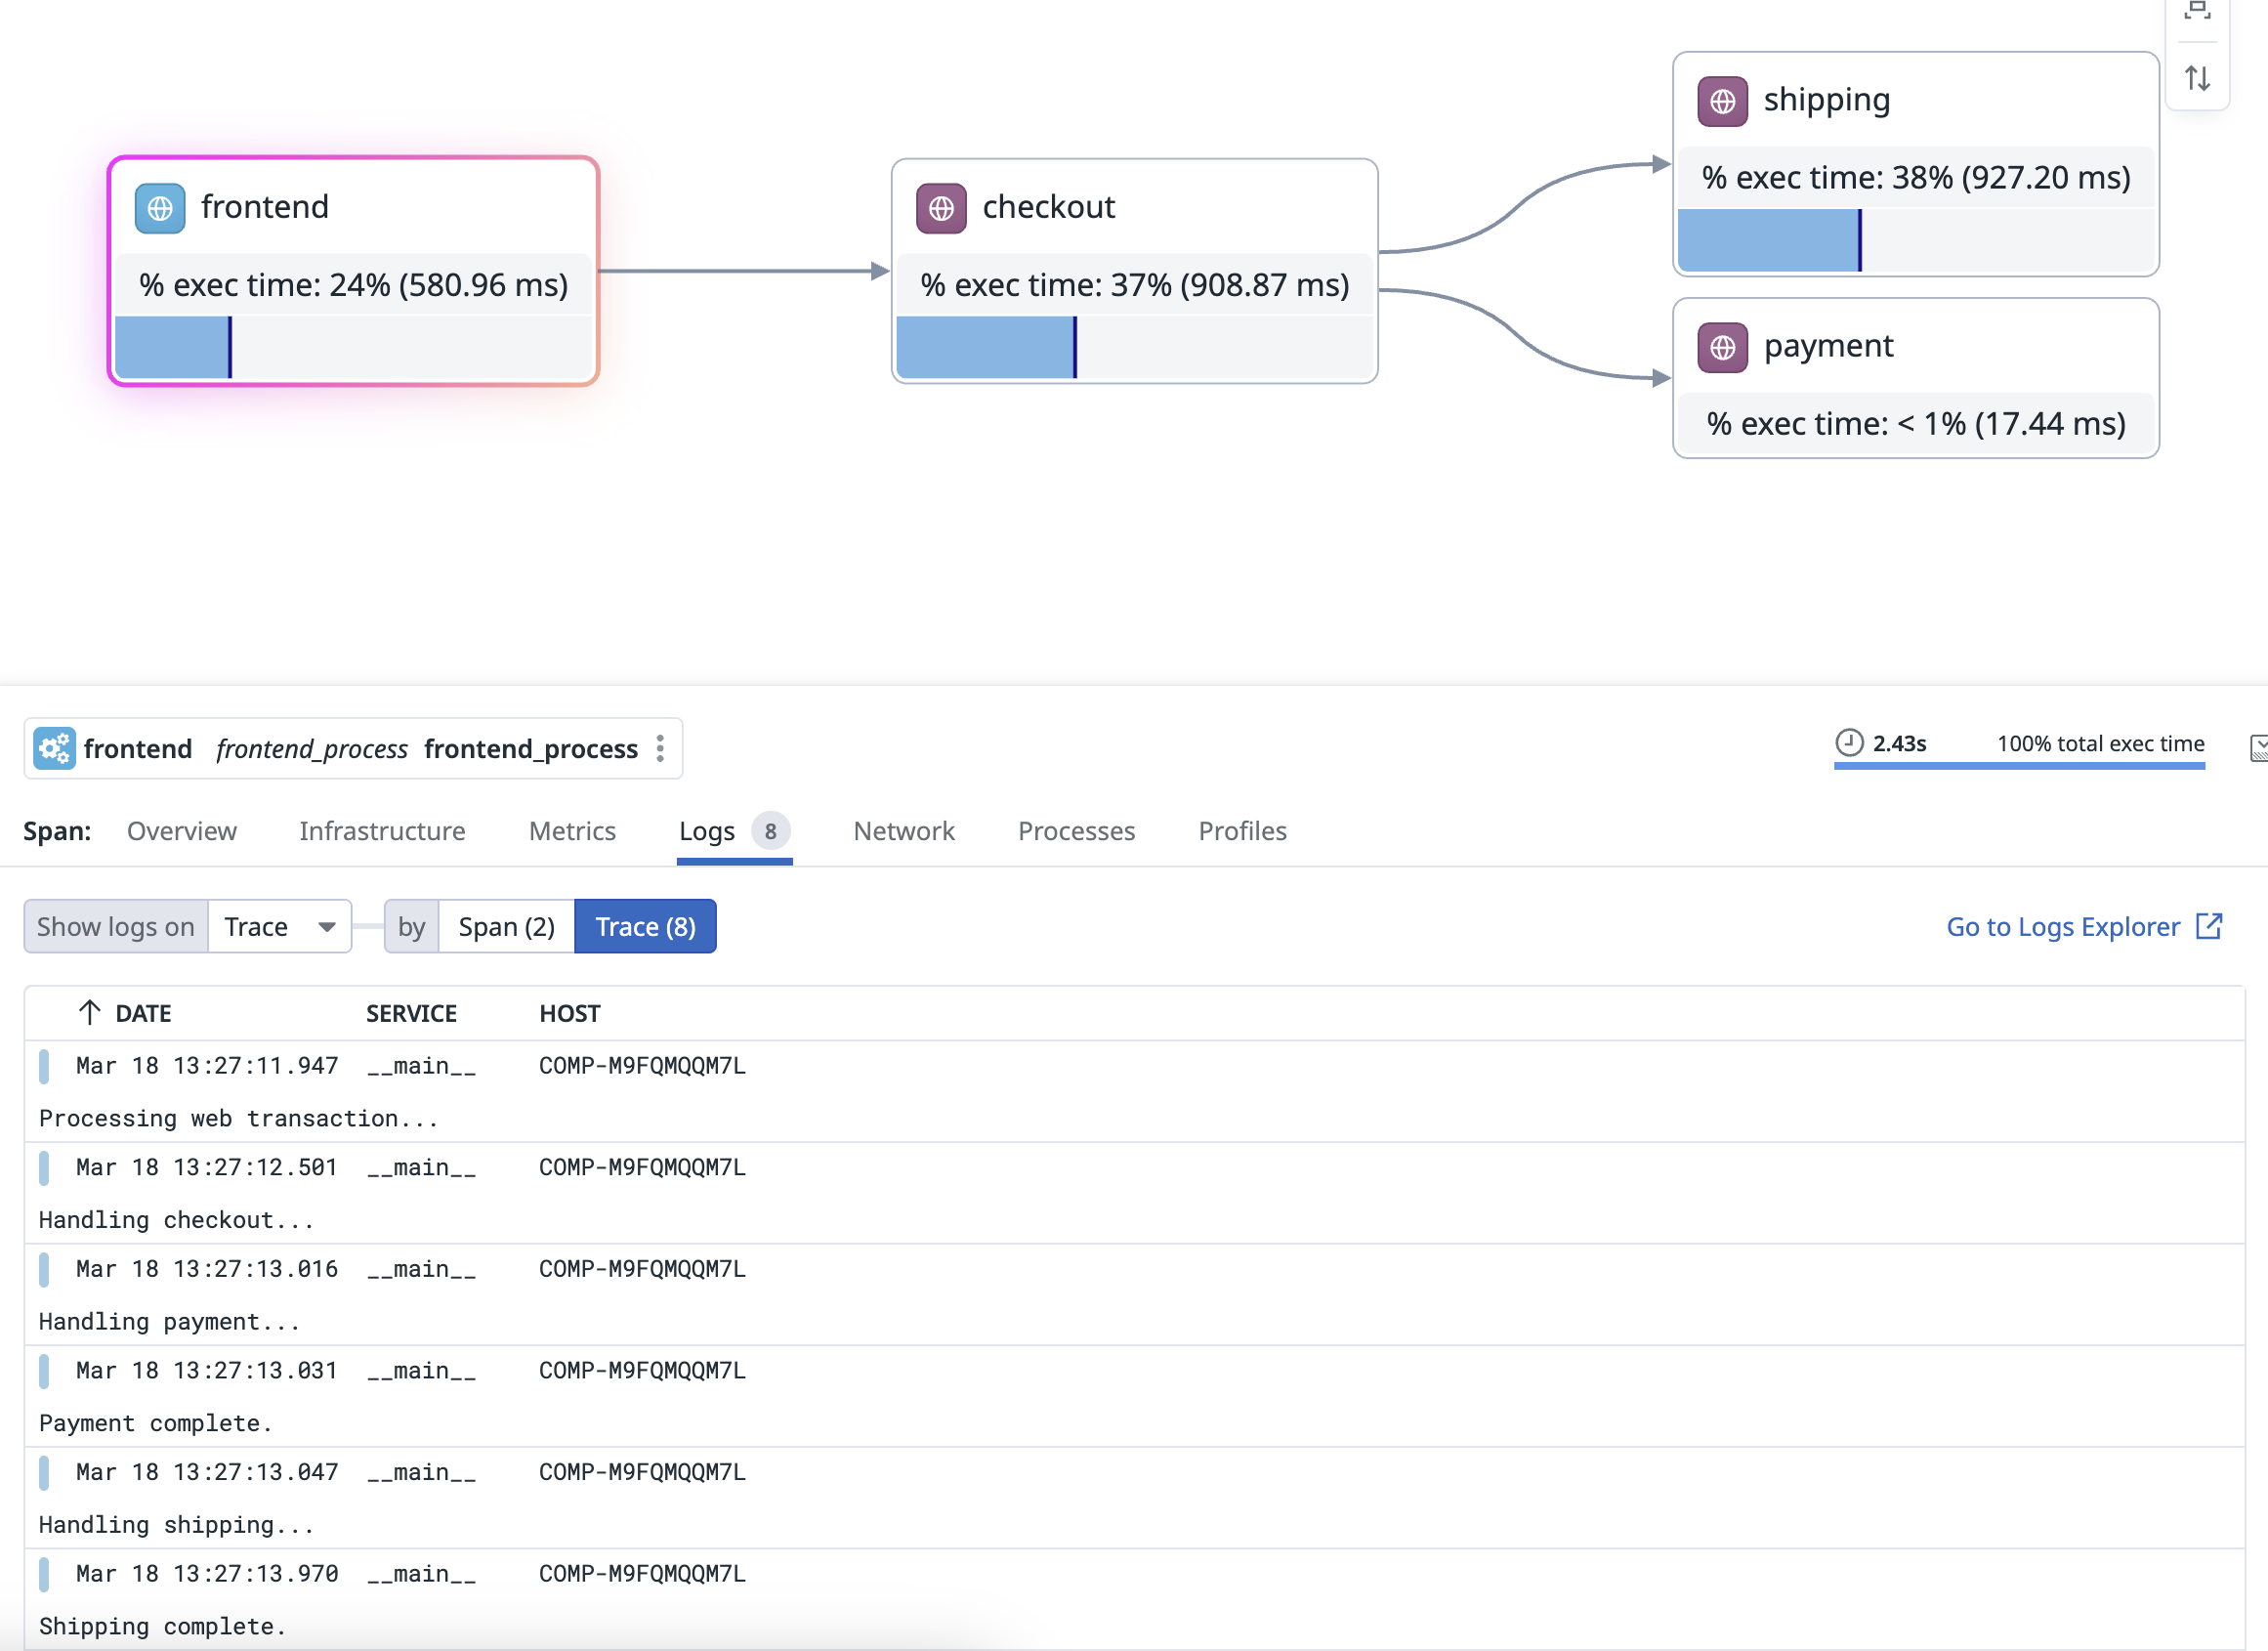 shipping
% exec time: 38% (927.20 ms)
frontend
% exec time: 24% (580.96 ms)
checkout
% exec time: 37% (908.87 ms)
payment
% exec time: < 1% (17.44 ms)
frontend frontend_process frontend_process
2.43s 100% total exec time
Span: Overview Infrastructure Metrics Logs 8 Network Processes Profiles
Show logs on Trace by Span (2) Trace (8) Go to Logs Explorer
DATE SERVICE HOST
Mar 18 13:27:11.947 __main__ COMP-M9FQMQQM7L
Processing web transaction...
Mar 18 13:27:12.501 __main__ COMP-M9FQMQQM7L
Handling checkout...
Mar 18 13:27:13.016 __main__ COMP-M9FQMQQM7L
Handling payment...
Mar 18 13:27:13.031 __main__ COMP-M9FQMQQM7L
Payment complete.
Mar 18 13:27:13.047 __main__ COMP-M9FQMQQM7L
Handling shipping...
Mar 18 13:27:13.970 __main__ COMP-M9FQMQQM7L
Shipping complete.